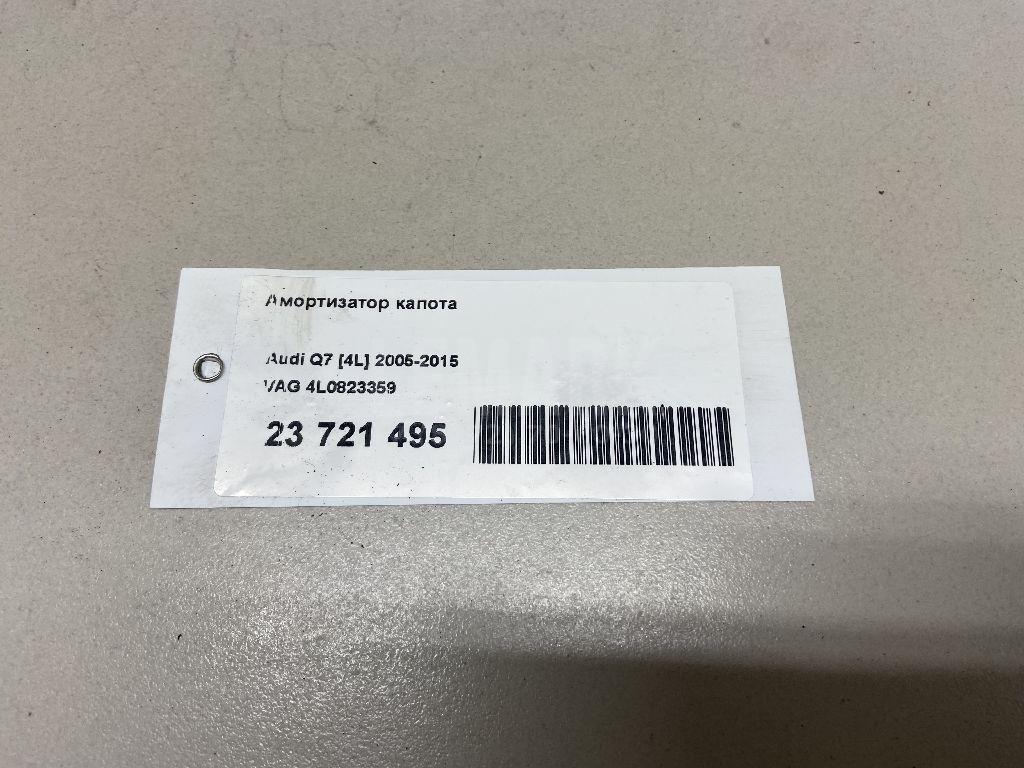 Амортизатор капота
Audi Q7 [4L] 2005-2015
VAG 4L0823359
23 721 495